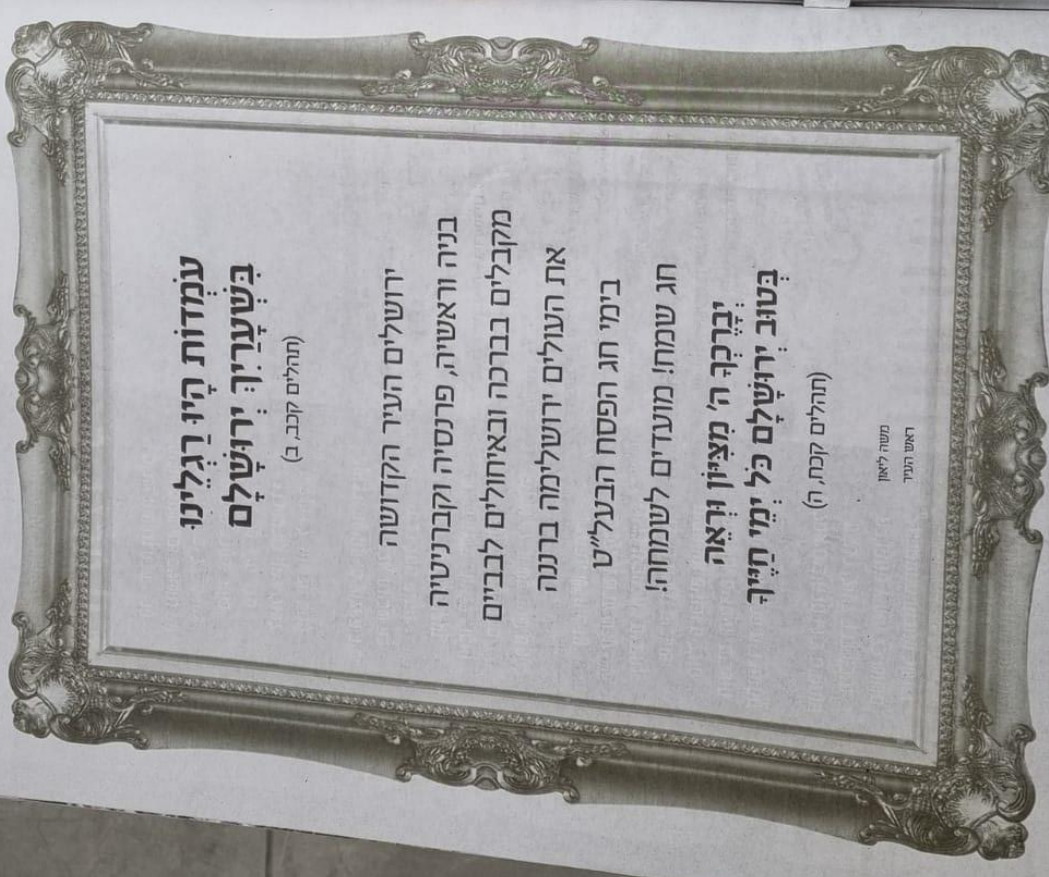 עֹמְדוֹת הָיוּ רַגְלֵינוּ
בִּשְׁעָרַיִךְ יְרוּשָׁלָ‍ִם
(תהלים קכב, ב)
ירושלים העיר הקדושה
בניה וראשיה, פרנסיה וקברניטיה
מקבלים בברכה ובאיחולים לבביים
את העולים ירושלימה ברננה
בימי חג הפסח הבעל״ט
חג שמח! מועדים לשמחה!
יְבָרֶכְךָ ה׳ מִצִּיּוֹן וּרְאֵה
בְּטוּב יְרוּשָׁלָ‍ִם כֹּל יְמֵי חַיֶּיךָ
(תהלים קכח, ה)
משה ליאון
ראש העיר